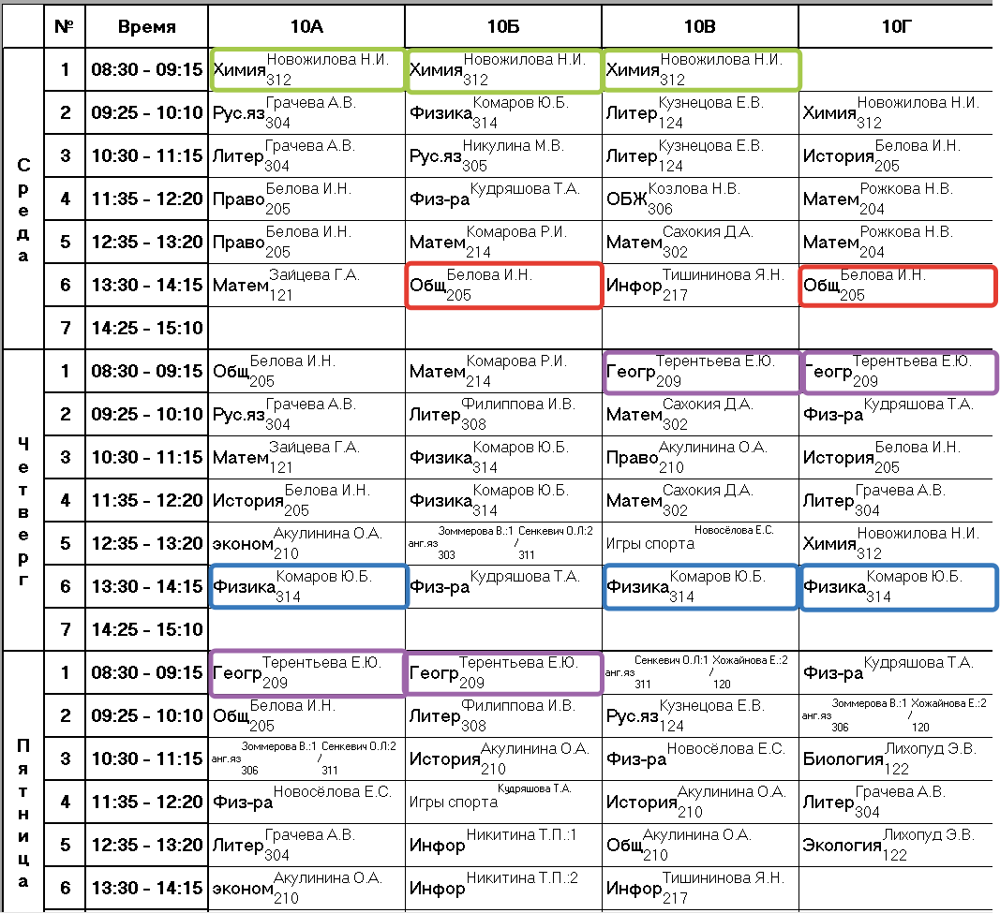 № Время 10А 10Б 10В 10Г
Среда
1 08:30 - 09:15 Химия Новожилова Н.И. 312 Химия Новожилова Н.И. 312 Химия Новожилова Н.И. 312
2 09:25 - 10:10 Рус.яз Грачева А.В. 304 Физика Комаров Ю.Б. 314 Литер Кузнецова Е.В. 124 Химия Новожилова Н.И. 312
3 10:30 - 11:15 Литер Грачева А.В. 304 Рус.яз Никулина М.В. 305 Литер Кузнецова Е.В. 124 История Белова И.Н. 205
4 11:35 - 12:20 Право Белова И.Н. 205 Физ-ра Кудряшова Т.А. ОБЖ Козлова Н.В. 306 Матем Рожкова Н.В. 204
5 12:35 - 13:20 Право Белова И.Н. 205 Матем Комарова Р.И. 214 Матем Сахокия Д.А. 302 Матем Рожкова Н.В. 204
6 13:30 - 14:15 Матем Зайцева Г.А. 121 Общ Белова И.Н. 205 Инфор Тишининова Я.Н. 217 Общ Белова И.Н. 205
7 14:25 - 15:10
Четверг
1 08:30 - 09:15 Общ Белова И.Н. 205 Матем Комарова Р.И. 214 Геогр Терентьева Е.Ю. 209 Геогр Терентьева Е.Ю. 209
2 09:25 - 10:10 Рус.яз Грачева А.В. 304 Литер Филиппова И.В. 308 Матем Сахокия Д.А. 302 Физ-ра Кудряшова Т.А.
3 10:30 - 11:15 Матем Зайцева Г.А. 121 Физика Комаров Ю.Б. 314 Право Акулинина О.А. 210 История Белова И.Н. 205
4 11:35 - 12:20 История Белова И.Н. 205 Физика Комаров Ю.Б. 314 Матем Сахокия Д.А. 302 Литер Грачева А.В. 304
5 12:35 - 13:20 эконом Акулинина О.А. 210 анг.яз Зоммерова В.:1 303 / Сенкевич О.Л:2 311 Игры спорта Новосёлова Е.С. Химия Новожилова Н.И. 312
6 13:30 - 14:15 Физика Комаров Ю.Б. 314 Физ-ра Кудряшова Т.А. Физика Комаров Ю.Б. 314 Физика Комаров Ю.Б. 314
7 14:25 - 15:10
Пятница
1 08:30 - 09:15 Геогр Терентьева Е.Ю. 209 Геогр Терентьева Е.Ю. 209 анг.яз Сенкевич О.Л:1 311 / Хожайнова Е.:2 120 Физ-ра Кудряшова Т.А.
2 09:25 - 10:10 Общ Белова И.Н. 205 Литер Филиппова И.В. 308 Рус.яз Кузнецова Е.В. 124 анг.яз Зоммерова В.:1 306 / Хожайнова Е.:2 120
3 10:30 - 11:15 анг.яз Зоммерова В.:1 306 / Сенкевич О.Л:2 311 История Акулинина О.А. 210 Физ-ра Новосёлова Е.С. Биология Лихопуд Э.В. 122
4 11:35 - 12:20 Физ-ра Новосёлова Е.С. Игры спорта Кудряшова Т.А. История Акулинина О.А. 210 Литер Грачева А.В. 304
5 12:35 - 13:20 Литер Грачева А.В. 304 Инфор Никитина Т.П.:1 Общ Акулинина О.А. 210 Экология Лихопуд Э.В. 122
6 13:30 - 14:15 эконом Акулинина О.А. 210 Инфор Никитина Т.П.:2 Инфор Тишининова Я.Н. 217